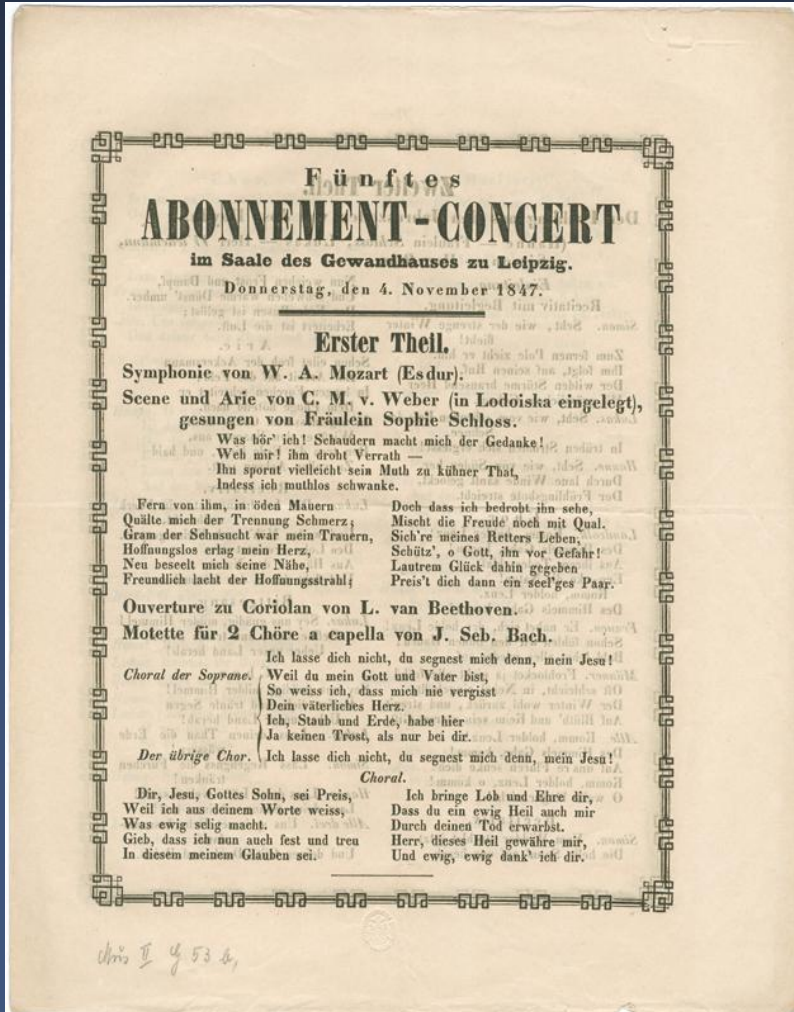 Fünftes
ABONNEMENT-CONCERT
im Saale des Gewandhauses zu Leipzig.
Donnerstag, den 4. November 1847.
Erster Theil.
Symphonie von W. A. Mozart (Esdur).
Scene und Arie von C. M. v. Weber (in Lodoiska eingelegt),
gesungen von Fräulein Sophie Schloss.
Was hör' ich! Schaudern macht mich der Gedanke!
Weh mir! ihm droht Verrath —
Ihn spornt vielleicht sein Muth zu kühner That,
Indess ich muthlos schwanke.
Fern von ihm, in öden Mauern
Quälte mich der Trennung Schmerz;
Gram der Sehnsucht war mein Trauern,
Hoffnungslos erlag mein Herz,
Neu beseelt mich seine Nähe,
Freundlich lacht der Hoffnungsstrahl;
Doch dass ich bedroht ihn sehe,
Mischt die Freude noch mit Qual.
Sich're meines Retters Leben,
Schütz', o Gott, ihn vor Gefahr!
Lautrem Glück dahin gegeben
Preis't dich dann ein seel'ges Paar.
Ouverture zu Coriolan von L. van Beethoven.
Motette für 2 Chöre a capella von J. Seb. Bach.
Ich lasse dich nicht, du segnest mich denn, mein Jesu!
Choral der Soprane. Weil du mein Gott und Vater bist,
So weiss ich, dass mich nie vergisst
Dein väterliches Herz.
Ich, Staub und Erde, habe hier
Ja keinen Trost, als nur bei dir.
Der übrige Chor. Ich lasse dich nicht, du segnest mich denn, mein Jesu!
Choral.
Dir, Jesu, Gottes Sohn, sei Preis,
Weil ich aus deinem Worte weiss,
Was ewig selig macht.
Gieb, dass ich nun auch fest und treu
In diesem meinem Glauben sei.
Ich bringe Lob und Ehre dir,
Dass du ein ewig Heil auch mir
Durch deinen Tod erwarbst.
Herr, dieses Heil gewähre mir,
Und ewig, ewig dank' ich dir.
Mus II 53